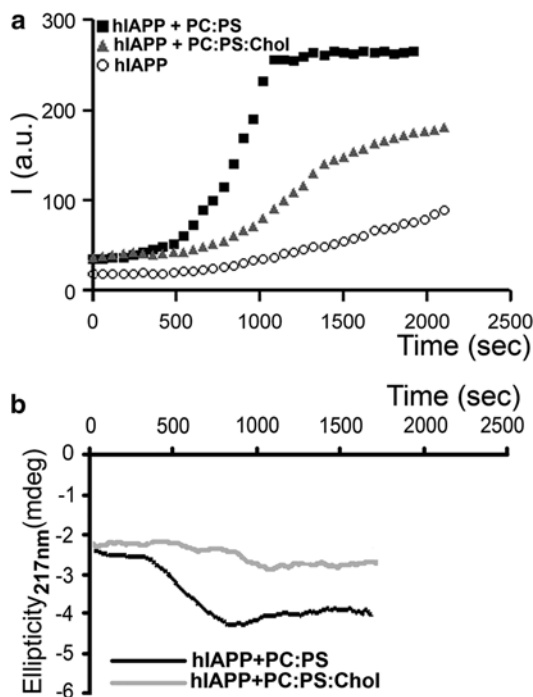 a
300
200
100
0
I (a.u.)
hIAPP + PC:PS
hIAPP + PC:PS:Chol
hIAPP
0 500 1000 1500 2000 2500
Time (sec)
b
Time (sec)
0 500 1000 1500 2000 2500
0
-1
-2
-3
-4
-5
-6
Ellipticity217nm(mdeg)
hIAPP+PC:PS
hIAPP+PC:PS:Chol